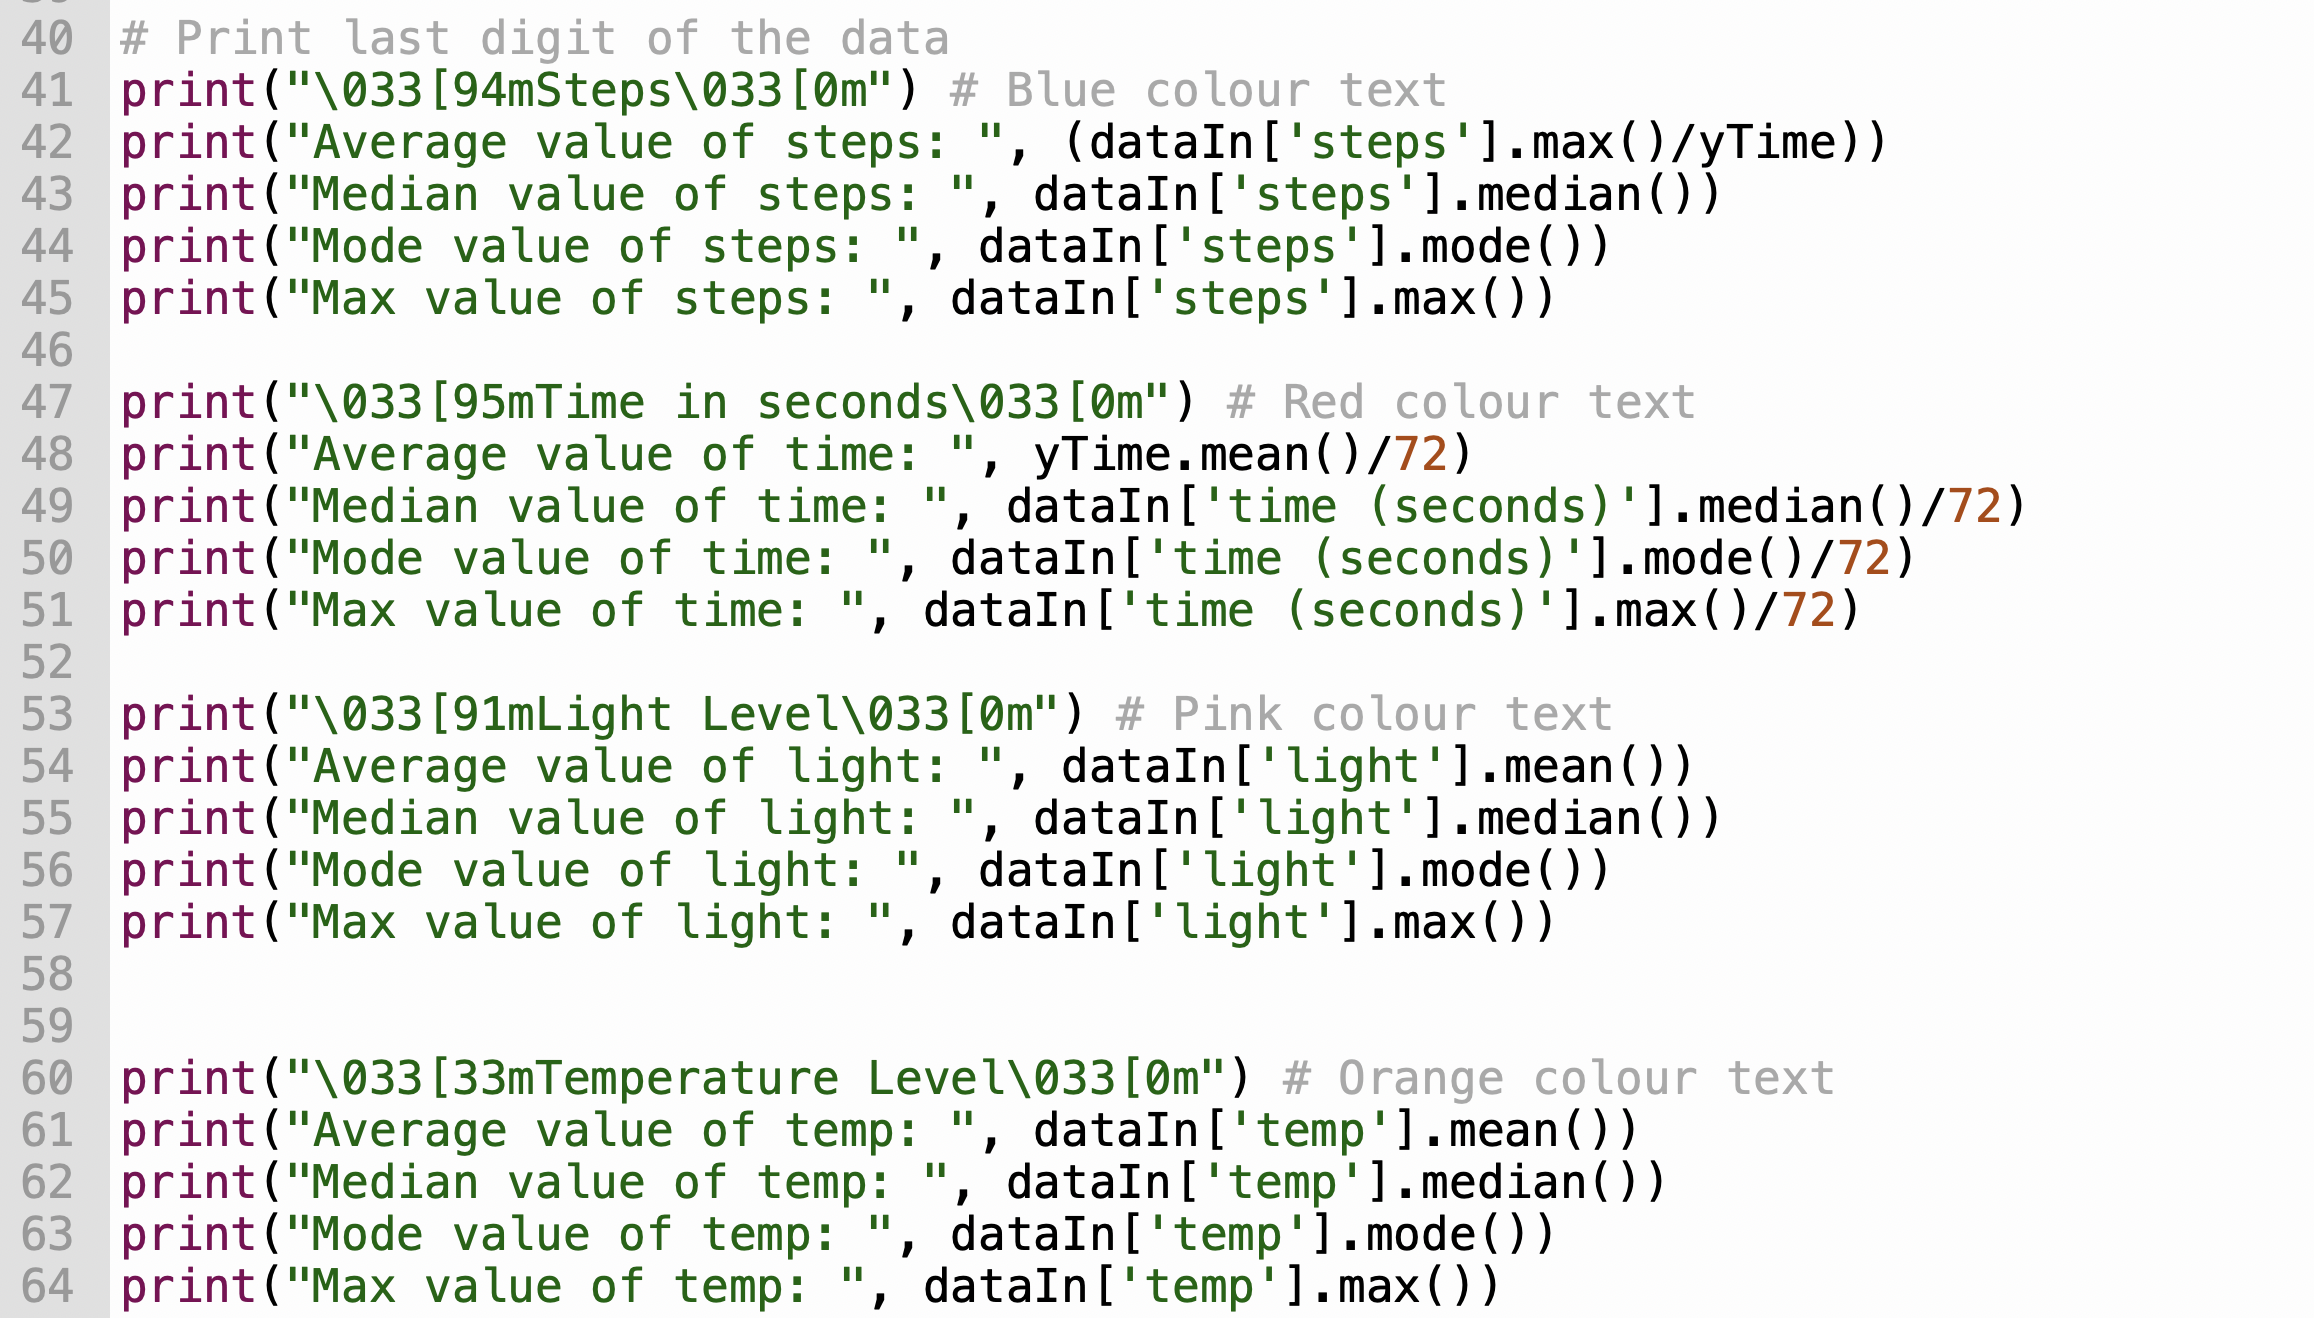 40 # Print last digit of the data
41 print("\033[94mSteps\033[0m") # Blue colour text
42 print("Average value of steps: ", (dataIn['steps'].max()/yTime))
43 print("Median value of steps: ", dataIn['steps'].median())
44 print("Mode value of steps: ", dataIn['steps'].mode())
45 print("Max value of steps: ", dataIn['steps'].max())
46
47 print("\033[95mTime in seconds\033[0m") # Red colour text
48 print("Average value of time: ", yTime.mean()/72)
49 print("Median value of time: ", dataIn['time (seconds)'].median()/72)
50 print("Mode value of time: ", dataIn['time (seconds)'].mode()/72)
51 print("Max value of time: ", dataIn['time (seconds)'].max()/72)
52
53 print("\033[91mLight Level\033[0m") # Pink colour text
54 print("Average value of light: ", dataIn['light'].mean())
55 print("Median value of light: ", dataIn['light'].median())
56 print("Mode value of light: ", dataIn['light'].mode())
57 print("Max value of light: ", dataIn['light'].max())
58
59
60 print("\033[33mTemperature Level\033[0m") # Orange colour text
61 print("Average value of temp: ", dataIn['temp'].mean())
62 print("Median value of temp: ", dataIn['temp'].median())
63 print("Mode value of temp: ", dataIn['temp'].mode())
64 print("Max value of temp: ", dataIn['temp'].max())